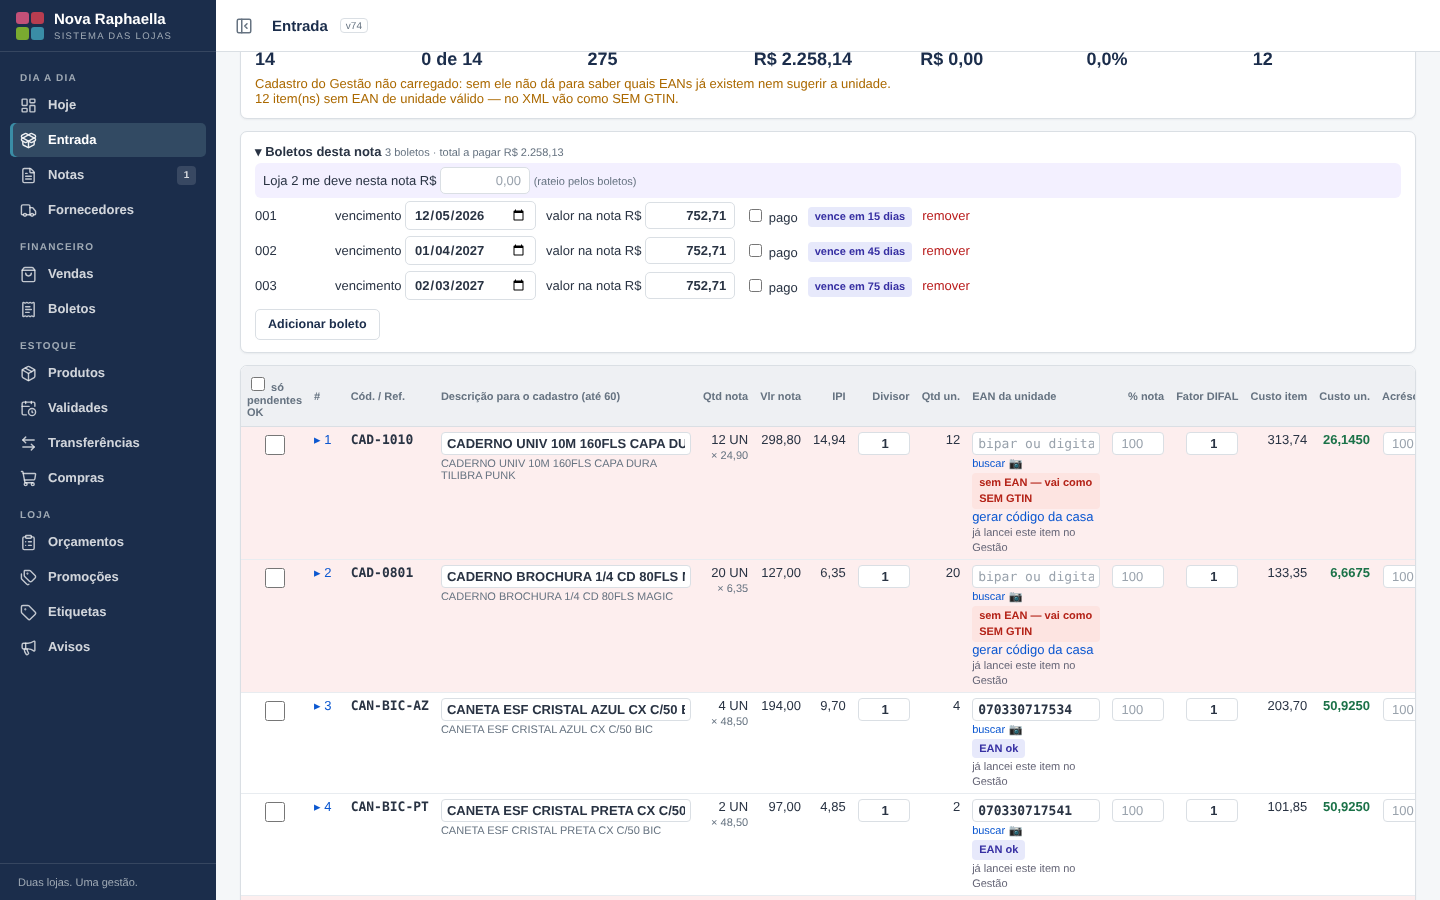 Nova Raphaella
SISTEMA DAS LOJAS
DIA A DIA
Hoje
Entrada
Notas 1
Fornecedores
FINANCEIRO
Vendas
Boletos
ESTOQUE
Produtos
Validades
Transferências
Compras
LOJA
Orçamentos
Promoções
Etiquetas
Avisos
Duas lojas. Uma gestão.
Entrada v74
14 0 de 14 275 R$ 2.258,14 R$ 0,00 0,0% 12
Cadastro do Gestão não carregado: sem ele não dá para saber quais EANs já existem nem sugerir a unidade.
12 item(ns) sem EAN de unidade válido — no XML vão como SEM GTIN.
▾ Boletos desta nota 3 boletos · total a pagar R$ 2.258,13
Loja 2 me deve nesta nota R$ 0,00 (rateio pelos boletos)
001 vencimento 12/05/2026 valor na nota R$ 752,71 pago vence em 15 dias remover
002 vencimento 01/04/2027 valor na nota R$ 752,71 pago vence em 45 dias remover
003 vencimento 02/03/2027 valor na nota R$ 752,71 pago vence em 75 dias remover
Adicionar boleto
só
pendentes # Cód. / Ref. Descrição para o cadastro (até 60) Qtd nota Vlr nota IPI Divisor Qtd un. EAN da unidade % nota Fator DIFAL Custo item Custo un. Acrésc
OK
▸ 1 CAD-1010 CADERNO UNIV 10M 160FLS CAPA DU 12 UN 298,80 14,94 1 12 bipar ou digita 100 1 313,74 26,1450 100
× 24,90
CADERNO UNIV 10M 160FLS CAPA DURA buscar 📷
TILIBRA PUNK
sem EAN — vai como
SEM GTIN
gerar código da casa
já lancei este item no
Gestão
▸ 2 CAD-0801 CADERNO BROCHURA 1/4 CD 80FLS M 20 UN 127,00 6,35 1 20 bipar ou digita 100 1 133,35 6,6675 100
× 6,35
CADERNO BROCHURA 1/4 CD 80FLS MAGIC buscar 📷
sem EAN — vai como
SEM GTIN
gerar código da casa
já lancei este item no
Gestão
▸ 3 CAN-BIC-AZ CANETA ESF CRISTAL AZUL CX C/50 B 4 UN 194,00 9,70 1 4 070330717534 100 1 203,70 50,9250 100
× 48,50
CANETA ESF CRISTAL AZUL CX C/50 BIC buscar 📷
EAN ok
já lancei este item no
Gestão
▸ 4 CAN-BIC-PT CANETA ESF CRISTAL PRETA CX C/50 2 UN 97,00 4,85 1 2 070330717541 100 1 101,85 50,9250 100
× 48,50
CANETA ESF CRISTAL PRETA CX C/50 BIC buscar 📷
EAN ok
já lancei este item no
Gestão